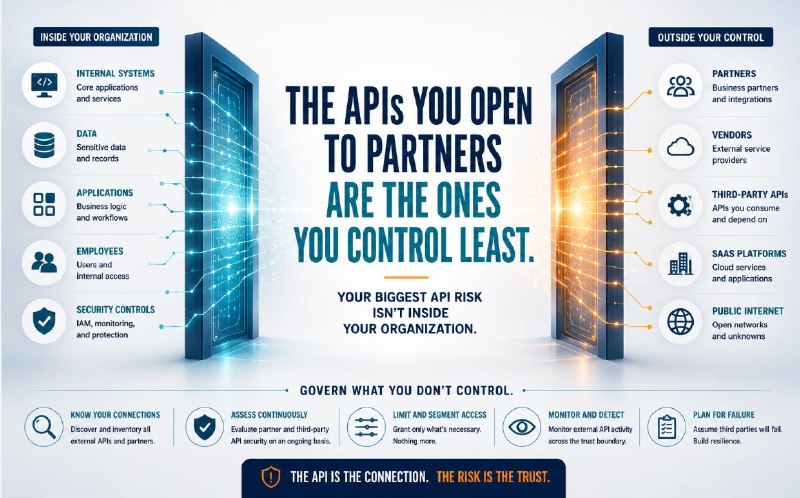 INSIDE YOUR ORGANIZATION
INTERNAL SYSTEMS
Core applications
and services
DATA
Sensitive data
and records
APPLICATIONS
Business logic
and workflows
EMPLOYEES
Users and
internal access
SECURITY CONTROLS
IAM, monitoring,
and protection
THE APIs YOU OPEN
TO PARTNERS
ARE THE ONES
YOU CONTROL LEAST.
YOUR BIGGEST API RISK
ISN'T INSIDE
YOUR ORGANIZATION.
OUTSIDE YOUR CONTROL
PARTNERS
Business partners
and integrations
VENDORS
External service
providers
THIRD-PARTY APIs
APIs you consume
and depend on
SAAS PLATFORMS
Cloud services
and applications
PUBLIC INTERNET
Open networks
and unknowns
GOVERN WHAT YOU DON'T CONTROL.
KNOW YOUR CONNECTIONS
Discover and inventory all
external APIs and partners.
ASSESS CONTINUOUSLY
Evaluate partner and third-party
API security on an ongoing basis.
LIMIT AND SEGMENT ACCESS
Grant only what's necessary.
Nothing more.
MONITOR AND DETECT
Monitor external API activity
across the trust boundary.
PLAN FOR FAILURE
Assume third parties will fail.
Build resilience.
THE API IS THE CONNECTION. THE RISK IS THE TRUST.